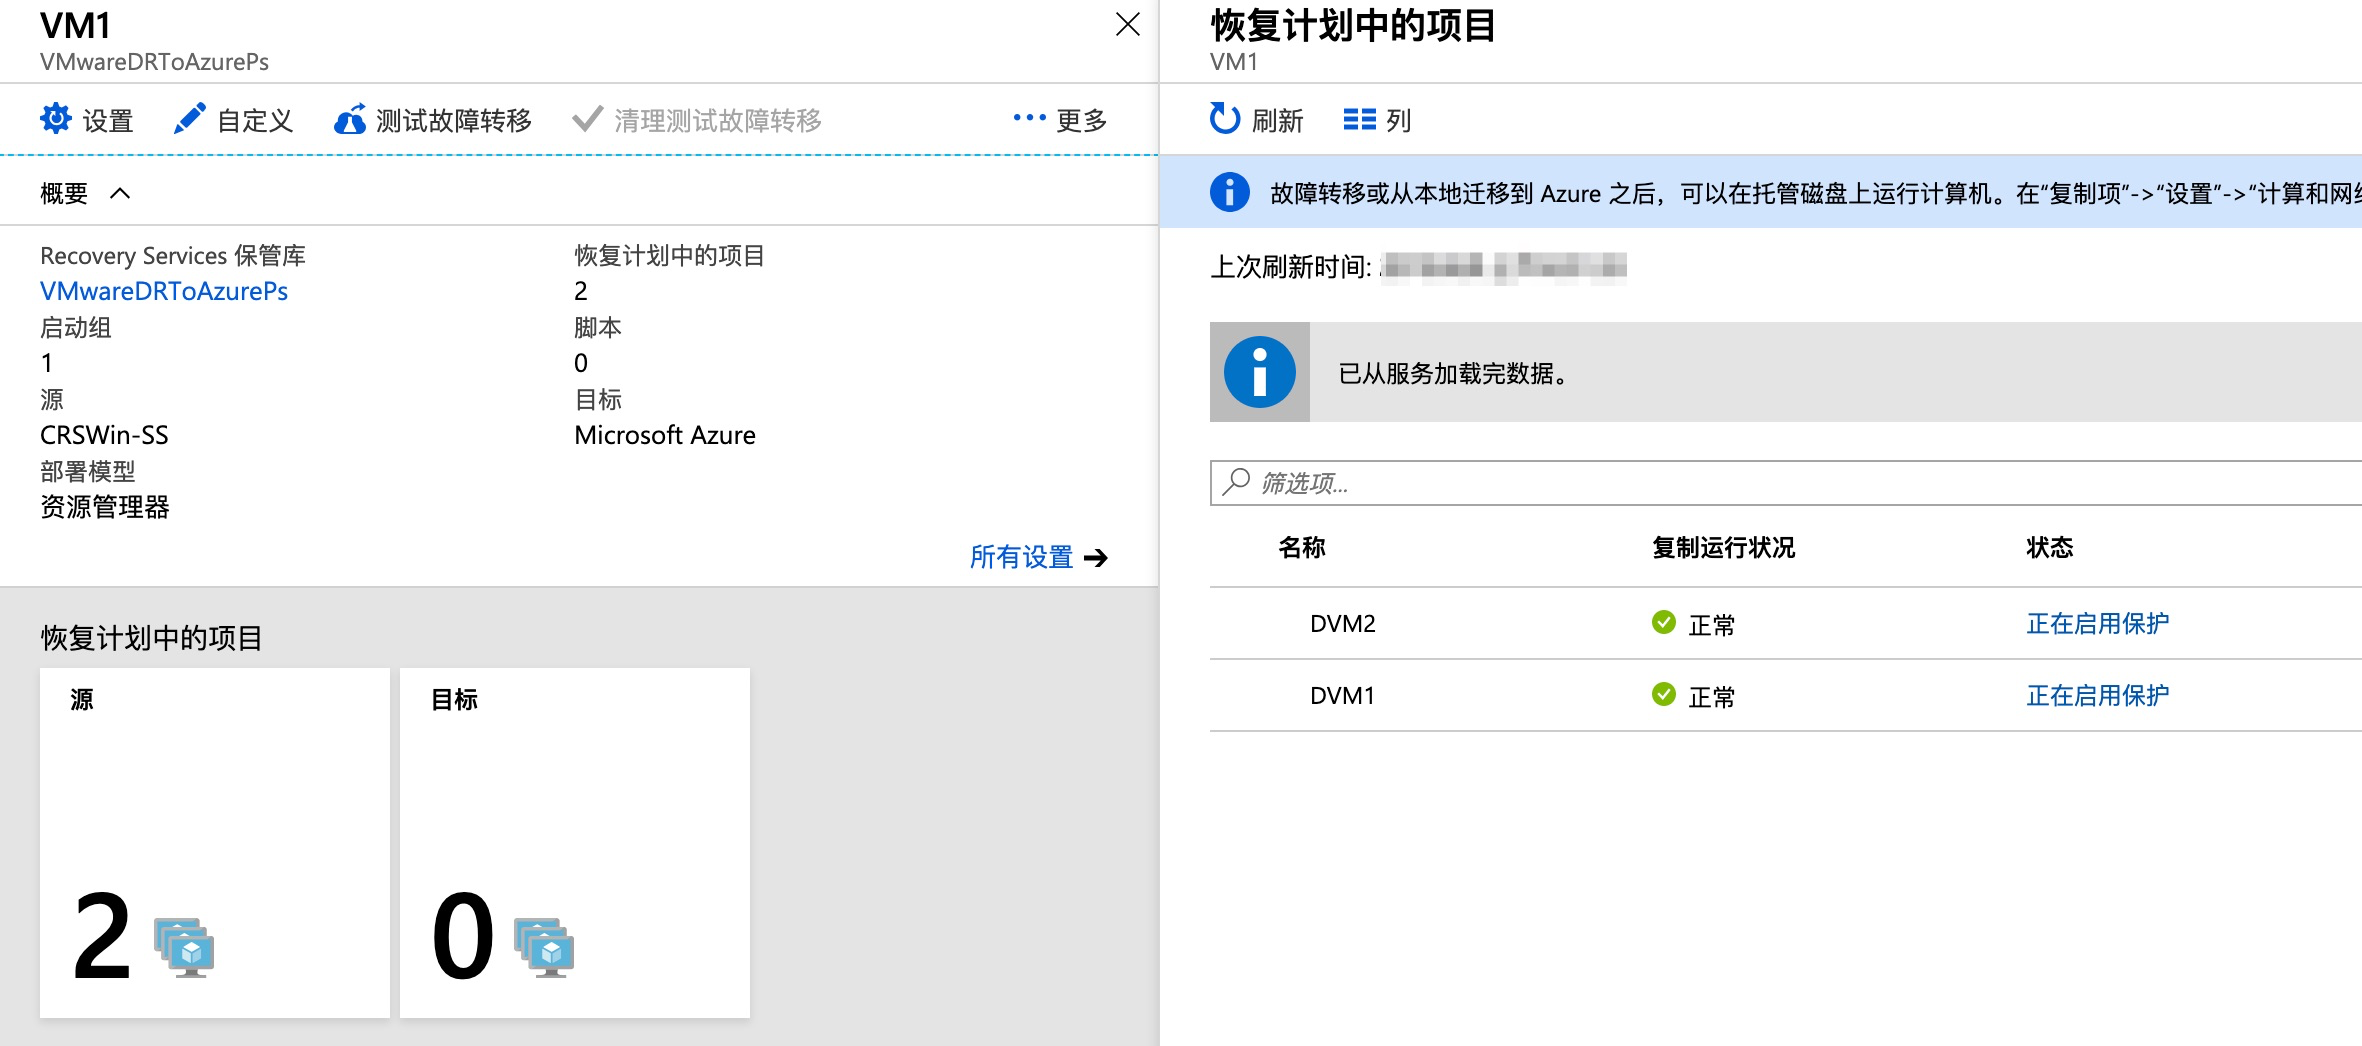 VM1
VMwareDRToAzurePs
设置
自定义
测试故障转移
清理测试故障转移
更多
概要
Recovery Services 保管库
VMwareDRToAzurePs
启动组
1
源
CRSWin-SS
部署模型
资源管理器
恢复计划中的项目
2
脚本
0
目标
Microsoft Azure
所有设置
恢复计划中的项目
源
2
目标
0
恢复计划中的项目
VM1
刷新
列
故障转移或从本地迁移到 Azure 之后，可以在托管磁盘上运行计算机。在“复制项”->“设置”->“计算和网
上次刷新时间:
已从服务加载完数据。
筛选项...
名称 复制运行状况 状态
DVM2 正常 正在启用保护
DVM1 正常 正在启用保护